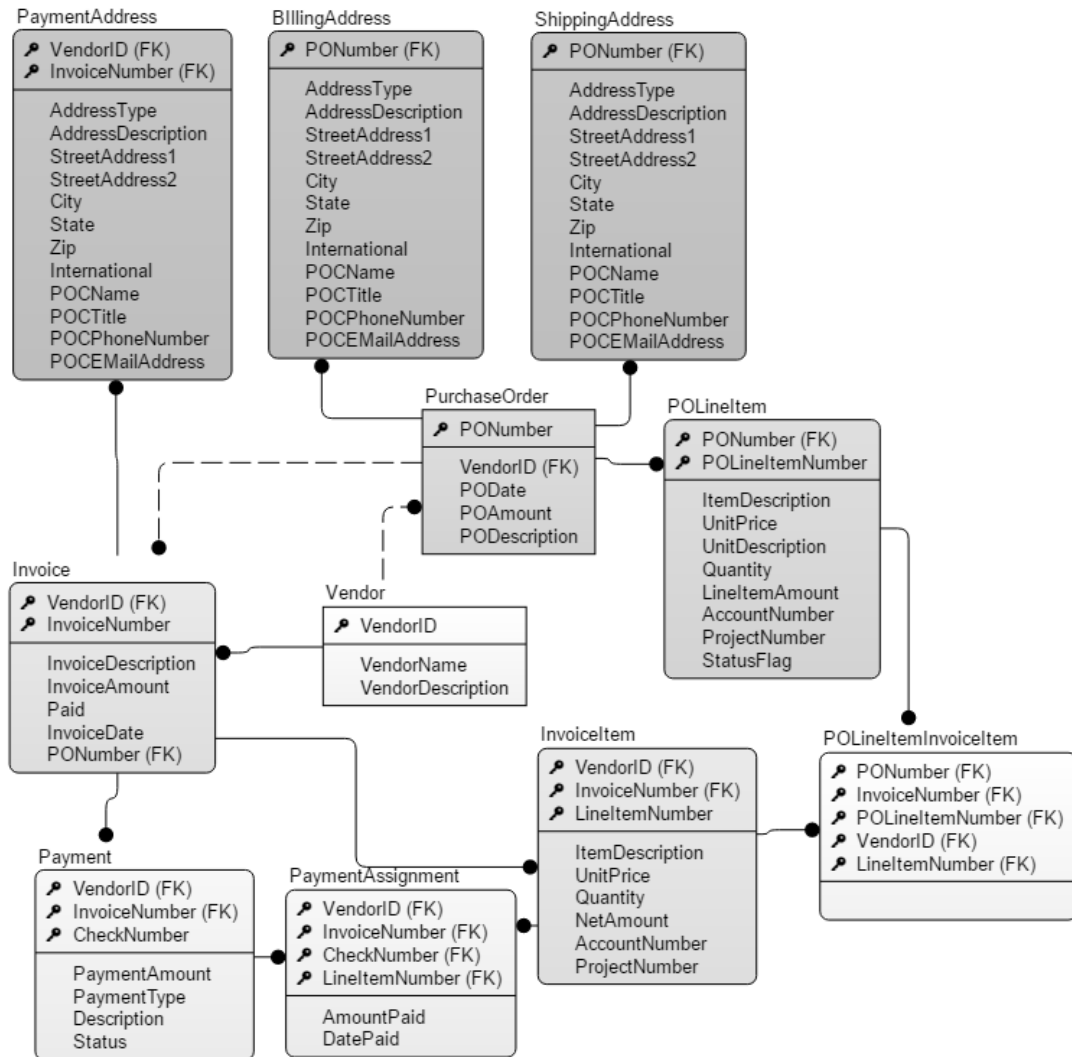 PaymentAddress
VendorID (FK)
InvoiceNumber (FK)
AddressType
AddressDescription
StreetAddress1
StreetAddress2
City
State
Zip
International
POCName
POCTitle
POCPhoneNumber
POCEMailAddress
BIllingAddress
PONumber (FK)
AddressType
AddressDescription
StreetAddress1
StreetAddress2
City
State
Zip
International
POCName
POCTitle
POCPhoneNumber
POCEMailAddress
ShippingAddress
PONumber (FK)
AddressType
AddressDescription
StreetAddress1
StreetAddress2
City
State
Zip
International
POCName
POCTitle
POCPhoneNumber
POCEMailAddress
PurchaseOrder
PONumber
VendorID (FK)
PODate
POAmount
PODescription
POLineItem
PONumber (FK)
POLineItemNumber
ItemDescription
UnitPrice
UnitDescription
Quantity
LineItemAmount
AccountNumber
ProjectNumber
StatusFlag
Invoice
VendorID (FK)
InvoiceNumber
InvoiceDescription
InvoiceAmount
Paid
InvoiceDate
PONumber (FK)
Vendor
VendorID
VendorName
VendorDescription
InvoiceItem
VendorID (FK)
InvoiceNumber (FK)
LineItemNumber
ItemDescription
UnitPrice
Quantity
NetAmount
AccountNumber
ProjectNumber
POLineItemInvoiceItem
PONumber (FK)
InvoiceNumber (FK)
POLineItemNumber (FK)
VendorID (FK)
LineItemNumber (FK)
Payment
VendorID (FK)
InvoiceNumber (FK)
CheckNumber
PaymentAmount
PaymentType
Description
Status
PaymentAssignment
VendorID (FK)
InvoiceNumber (FK)
CheckNumber (FK)
LineItemNumber (FK)
AmountPaid
DatePaid